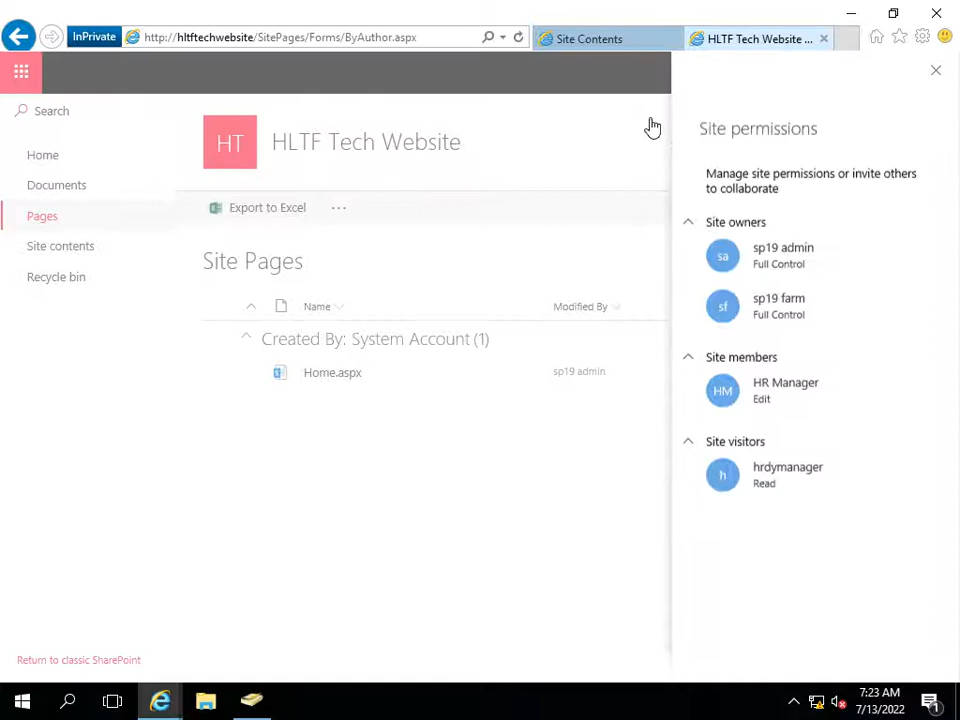 http://hltftechwebsite/SitePages/Forms/ByAuthor.aspx
InPrivate
Site Contents
HLTF Tech Website ...
Search
Home
Documents
Pages
Site contents
Recycle bin
Return to classic SharePoint
HT
HLTF Tech Website
Export to Excel
...
Site Pages
Name
Modified By
Created By: System Account (1)
Home.aspx
sp19 admin
Site permissions
Manage site permissions or invite others
to collaborate
Site owners
sa
sp19 admin
Full Control
sf
sp19 farm
Full Control
Site members
HM
HR Manager
Edit
Site visitors
h
hrdymanager
Read
7:23 AM
7/13/2022
1